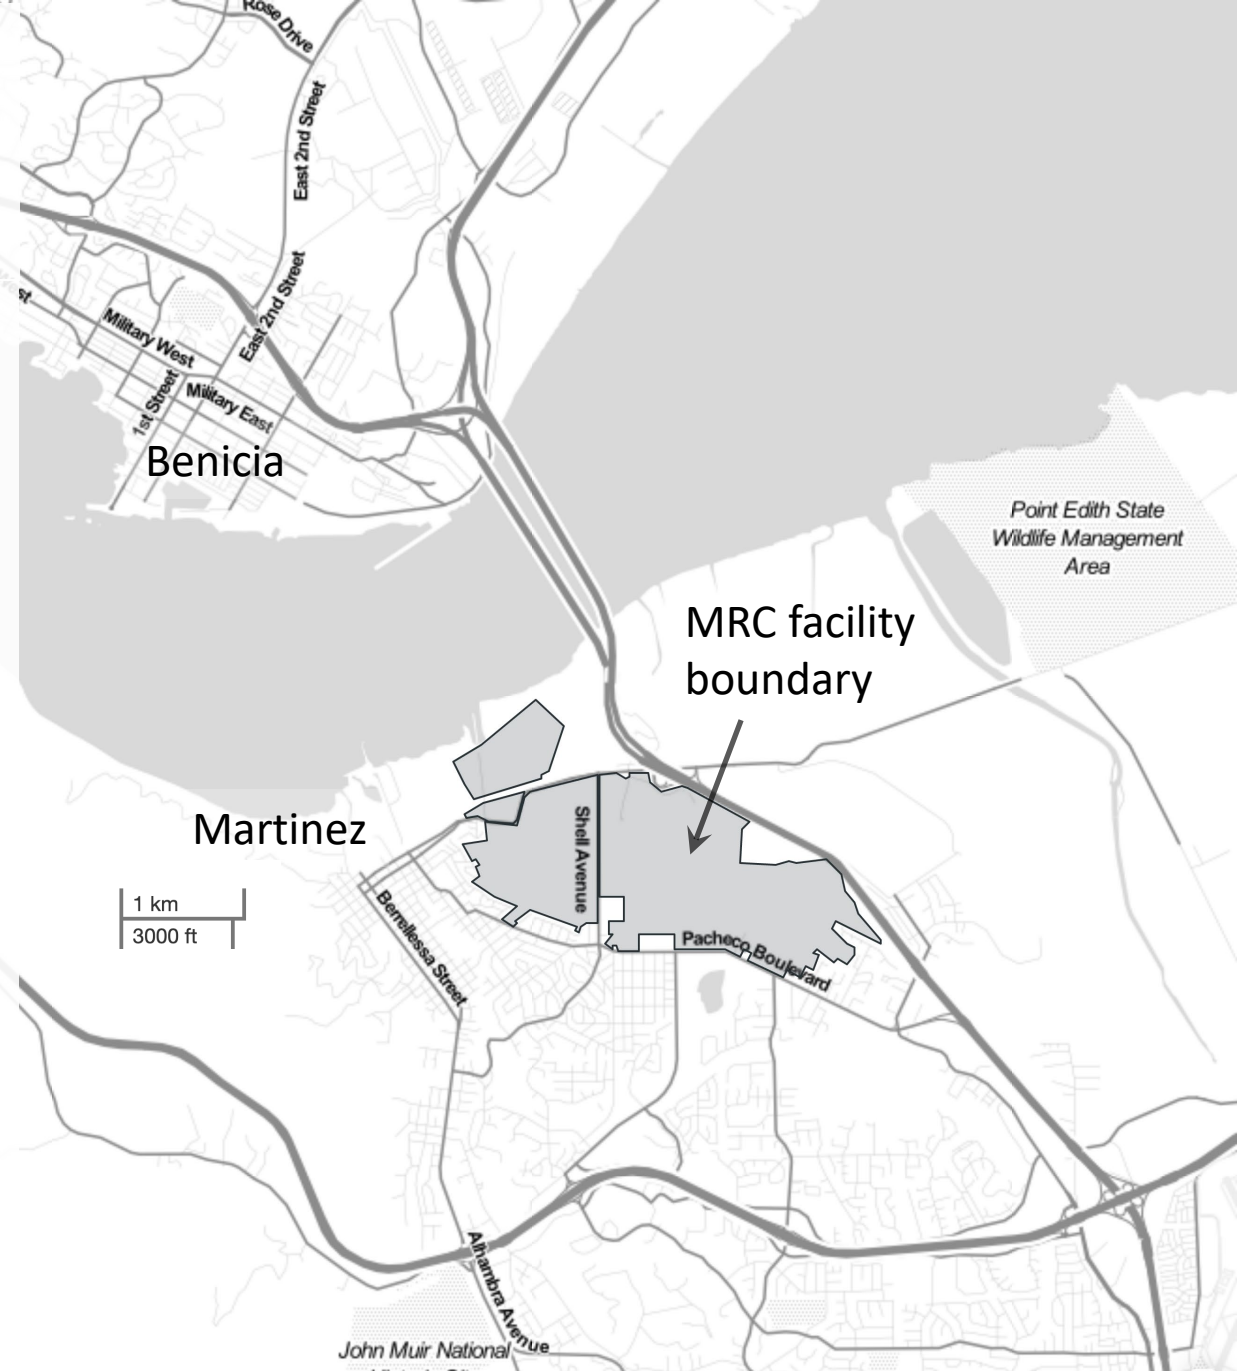 Rose Drive
East 2nd Street
East 2nd Street
st
Military West
1st Street
Military East
Benicia
Point Edith State
Wildlife Management
Area
MRC facility
boundary
Martinez
Shell Avenue
1 km
3000 ft
Berrellessa Street
Pacheco Boulevard
Alhambra Avenue
John Muir National